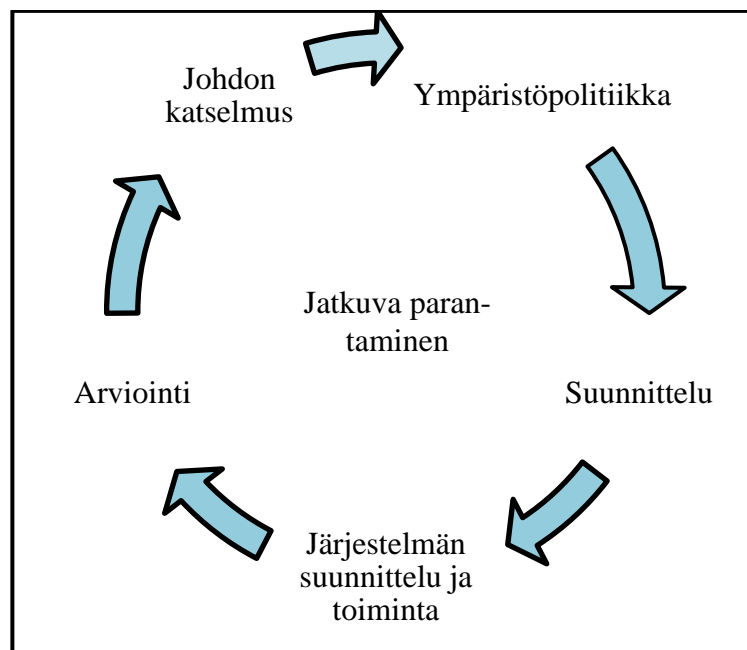 Johdon
katselmus
Ympäristöpolitiikka
Jatkuva paran-
taminen
Arviointi
Suunnittelu
Järjestelmän
suunnittelu ja
toiminta